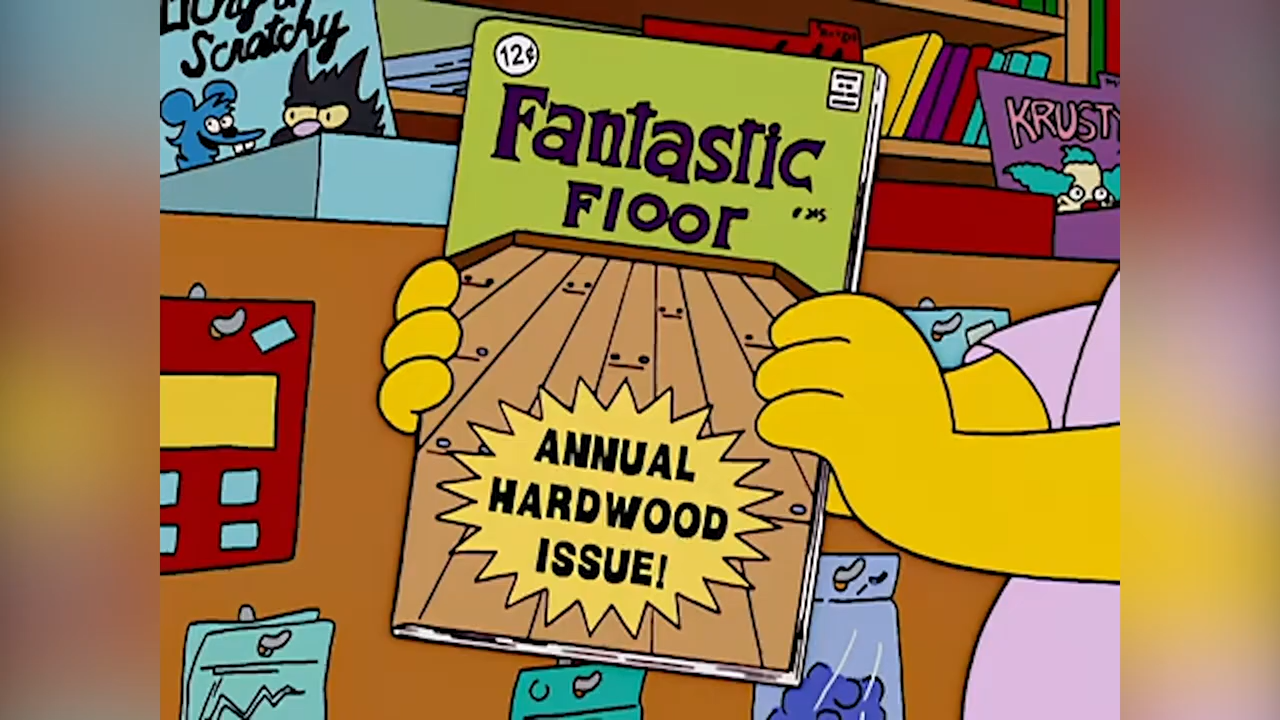 Scratchy
12¢
Fantastic
Floor
KRUSTY
ANNUAL
HARDWOOD
ISSUE!